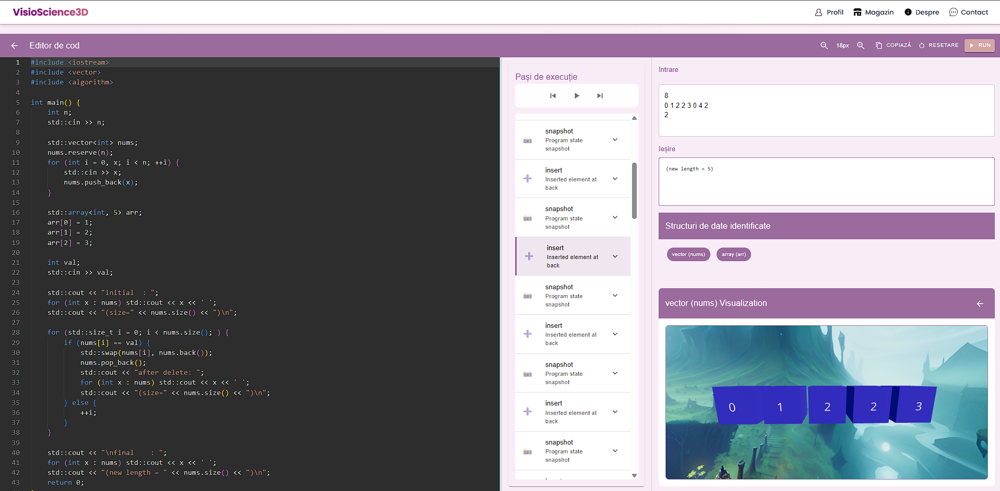 VisioScience3D
Profil
Magazin
Despre
Contact
Editor de cod
18px
COPIAZĂ
RESETARE
RUN
1 #include <iostream>
2 #include <vector>
3 #include <algorithm>
4
5 int main() {
6     int n;
7     std::cin >> n;
8
9     std::vector<int> nums;
10     nums.reserve(n);
11     for (int i = 0, x; i < n; ++i) {
12         std::cin >> x;
13         nums.push_back(x);
14     }
15
16     std::array<int, 5> arr;
17     arr[0] = 1;
18     arr[1] = 2;
19     arr[2] = 3;
20
21     int val;
22     std::cin >> val;
23
24     std::cout << "initial  : ";
25     for (int x : nums) std::cout << x << ' ';
26     std::cout << "(size=" << nums.size() << ")\n";
27
28     for (std::size_t i = 0; i < nums.size(); ) {
29         if (nums[i] == val) {
30             std::swap(nums[i], nums.back());
31             nums.pop_back();
32             std::cout << "after delete: ";
33             for (int x : nums) std::cout << x << ' ';
34             std::cout << "(size=" << nums.size() << ")\n";
35         } else {
36             ++i;
37         }
38     }
39
40     std::cout << "\nfinal    : ";
41     for (int x : nums) std::cout << x << ' ';
42     std::cout << "(new length = " << nums.size() << ")\n";
43     return 0;
Pași de execuție
snapshot
Program state
snapshot
insert
Inserted element at
back
snapshot
Program state
snapshot
insert
Inserted element at
back
snapshot
Program state
snapshot
insert
Inserted element at
back
snapshot
Program state
snapshot
insert
Inserted element at
back
snapshot
Program state
snapshot
Intrare
8
0 1 2 2 3 0 4 2
2
Ieșire
(new length = 5)
Structuri de date identificate
vector (nums)
array (arr)
vector (nums) Visualization
0 1 2 2 3